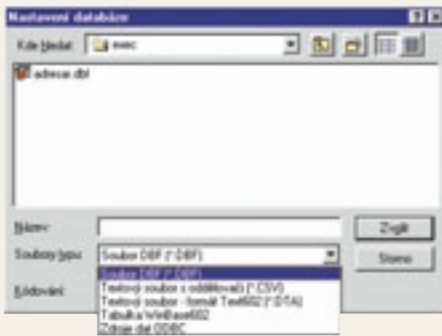 Nastavení databáze
Kde hledat:
exec
adresar.dbf
Název:
Zvolit
Soubory typu:
Soubor DBF (*.DBF)
Storno
Soubor DBF (*.DBF)
Textový soubor s oddělovači (*.CSV)
Kódování:
Textový soubor - formát Text602 (*.DTA)
Tabulka WinBase602
Zdroje dat ODBC